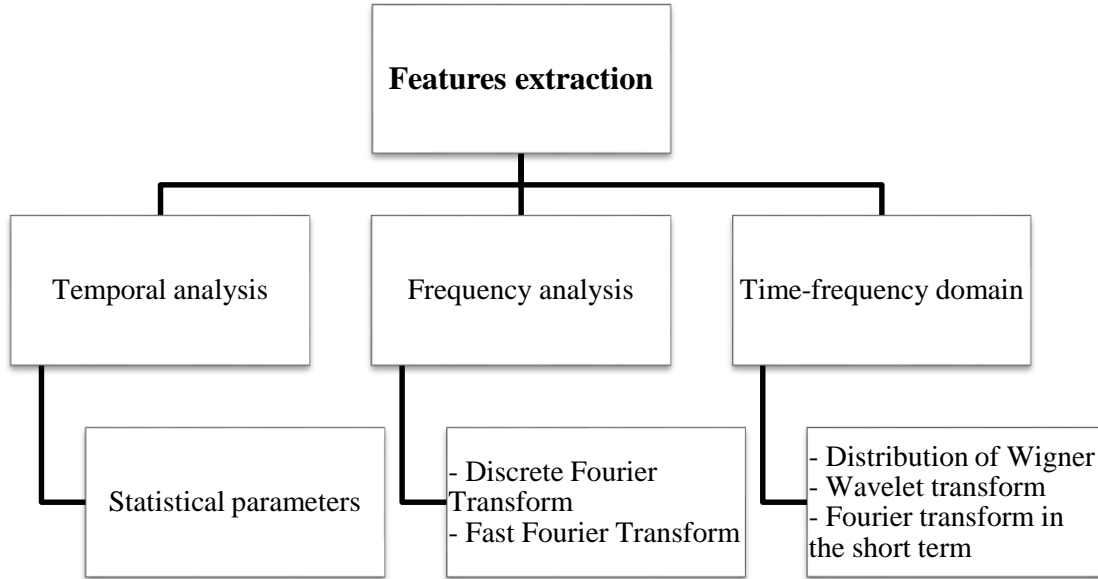 Features extraction
Temporal analysis
Frequency analysis
Time-frequency domain
Statistical parameters
- Discrete Fourier
Transform
- Fast Fourier Transform
- Distribution of Wigner
- Wavelet transform
- Fourier transform in
the short term